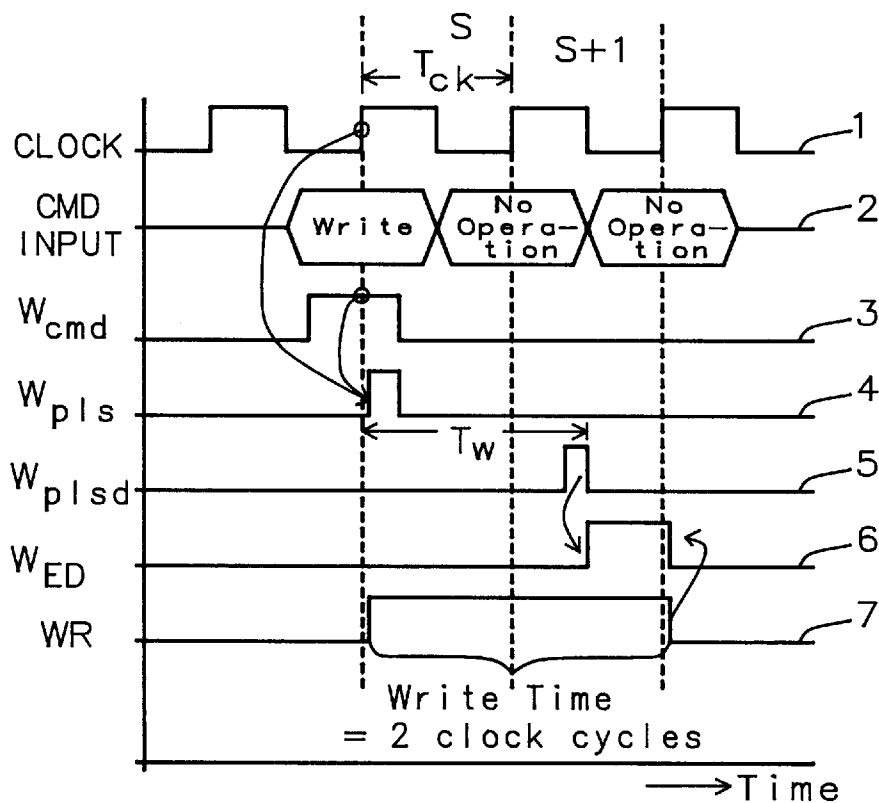 S
S+1
T_ck
CLOCK
1
CMD
INPUT
Write
No
Opera-
tion
No
Opera-
tion
2
W_cmd
3
W_pls
4
T_W
W_plsd
5
W_ED
6
WR
7
Write Time
= 2 clock cycles
Time